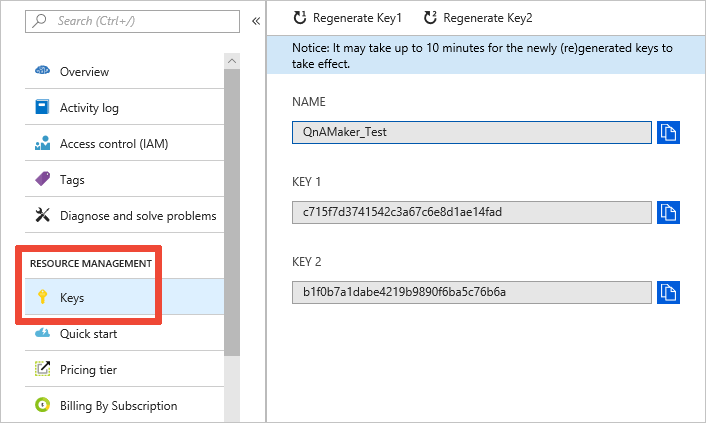 Search (Ctrl+/)
Overview
Activity log
Access control (IAM)
Tags
Diagnose and solve problems
RESOURCE MANAGEMENT
Keys
Quick start
Pricing tier
Billing By Subscription
Regenerate Key1
Regenerate Key2
Notice: It may take up to 10 minutes for the newly (re)generated keys to
take effect.
NAME
QnAMaker_Test
KEY 1
c715f7d3741542c3a67c6e8d1ae14fad
KEY 2
b1f0b7a1dabe4219b9890f6ba5c76b6a